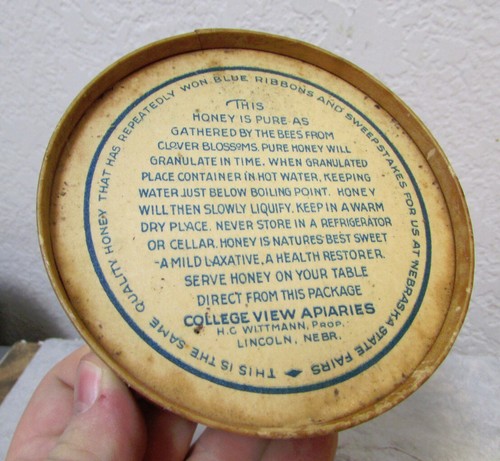 THIS IS THE SAME QUALITY HONEY THAT HAS REPEATEDLY WON BLUE RIBBONS AND SWEEPSTAKES FOR US AT NEBRASKA STATE FAIRS
THIS
HONEY IS PURE AS
GATHERED BY THE BEES FROM
CLOVER BLOSSOMS. PURE HONEY WILL
GRANULATE IN TIME. WHEN GRANULATED
PLACE CONTAINER IN HOT WATER, KEEPING
WATER JUST BELOW BOILING POINT. HONEY
WILL THEN SLOWLY LIQUIFY. KEEP IN A WARM
DRY PLACE. NEVER STORE IN A REFRIGERATOR
OR CELLAR. HONEY IS NATURES BEST SWEET
-A MILD LAXATIVE, A HEALTH RESTORER.
SERVE HONEY ON YOUR TABLE
DIRECT FROM THIS PACKAGE
COLLEGE VIEW APIARIES
H.C. WITTMANN, PROP.
LINCOLN, NEBR.